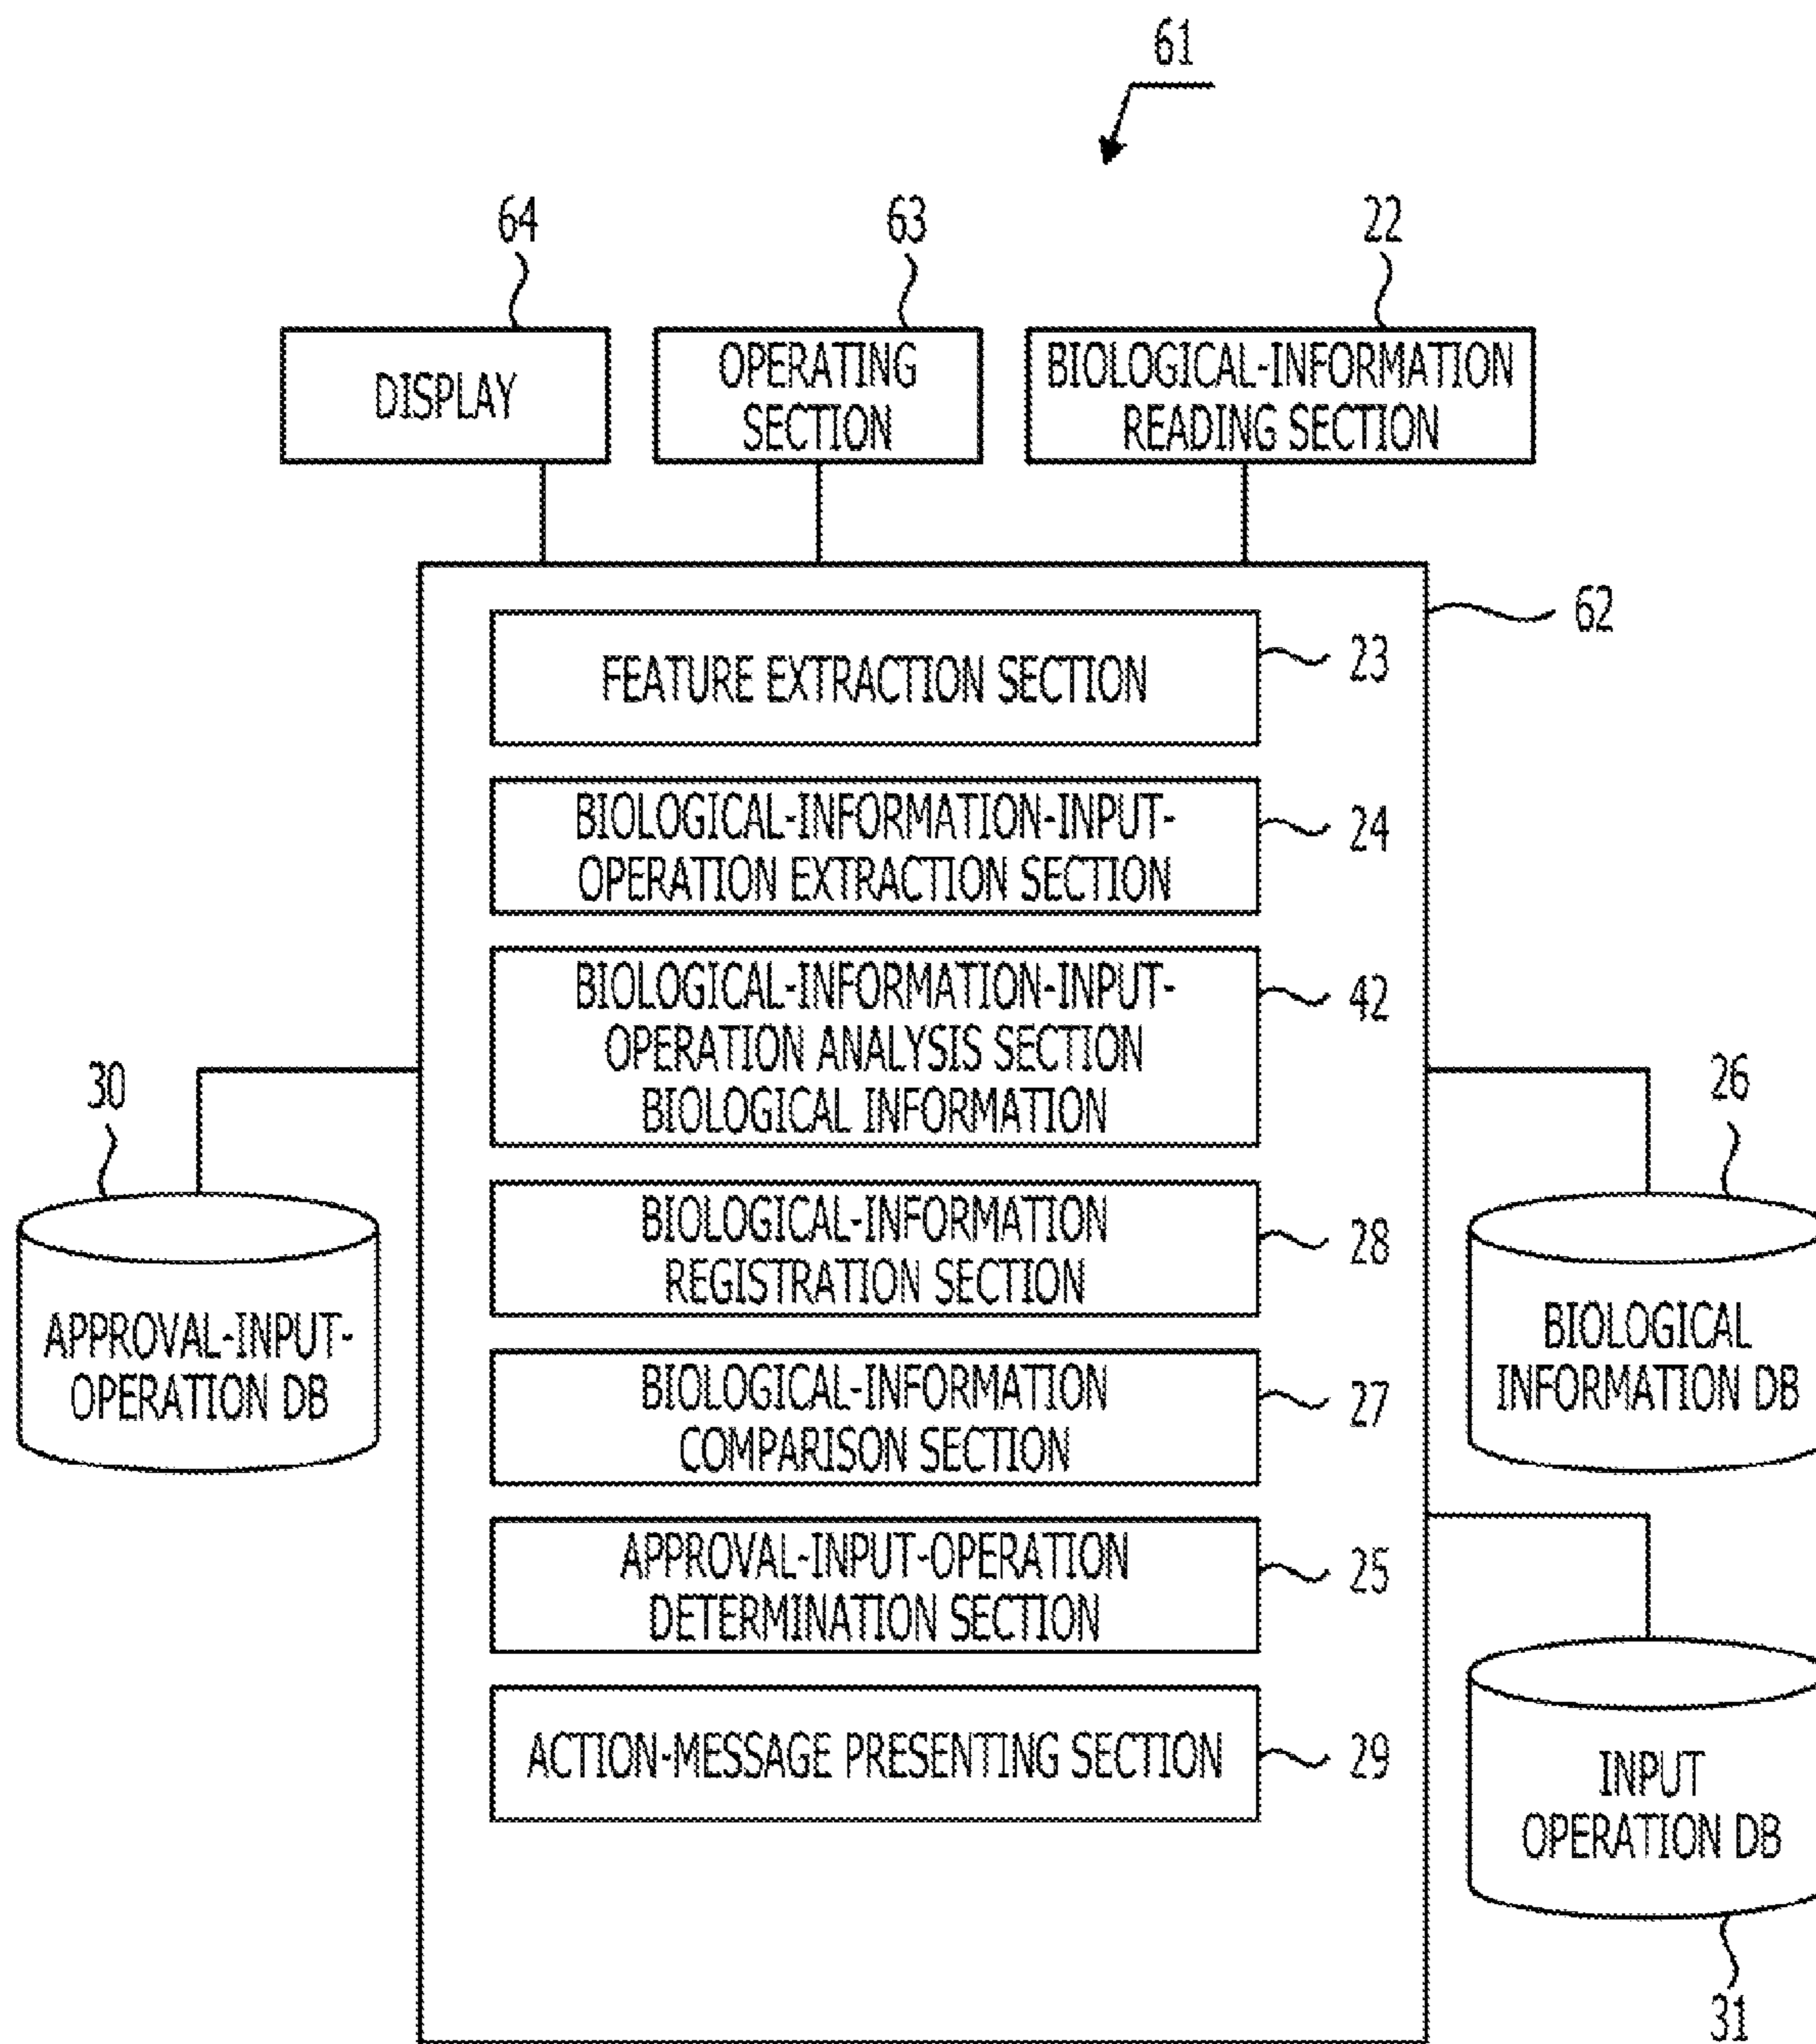 61
64
63
22
DISPLAY
OPERATING
SECTION
BIOLOGICAL-INFORMATION
READING SECTION
62
FEATURE EXTRACTION SECTION
23
BIOLOGICAL-INFORMATION-INPUT-
OPERATION EXTRACTION SECTION
24
BIOLOGICAL-INFORMATION-INPUT-
OPERATION ANALYSIS SECTION
BIOLOGICAL INFORMATION
42
30
APPROVAL-INPUT-
OPERATION DB
26
BIOLOGICAL
INFORMATION DB
BIOLOGICAL-INFORMATION
REGISTRATION SECTION
28
BIOLOGICAL-INFORMATION
COMPARISON SECTION
27
APPROVAL-INPUT-OPERATION
DETERMINATION SECTION
25
ACTION-MESSAGE PRESENTING SECTION
29
INPUT
OPERATION DB
31